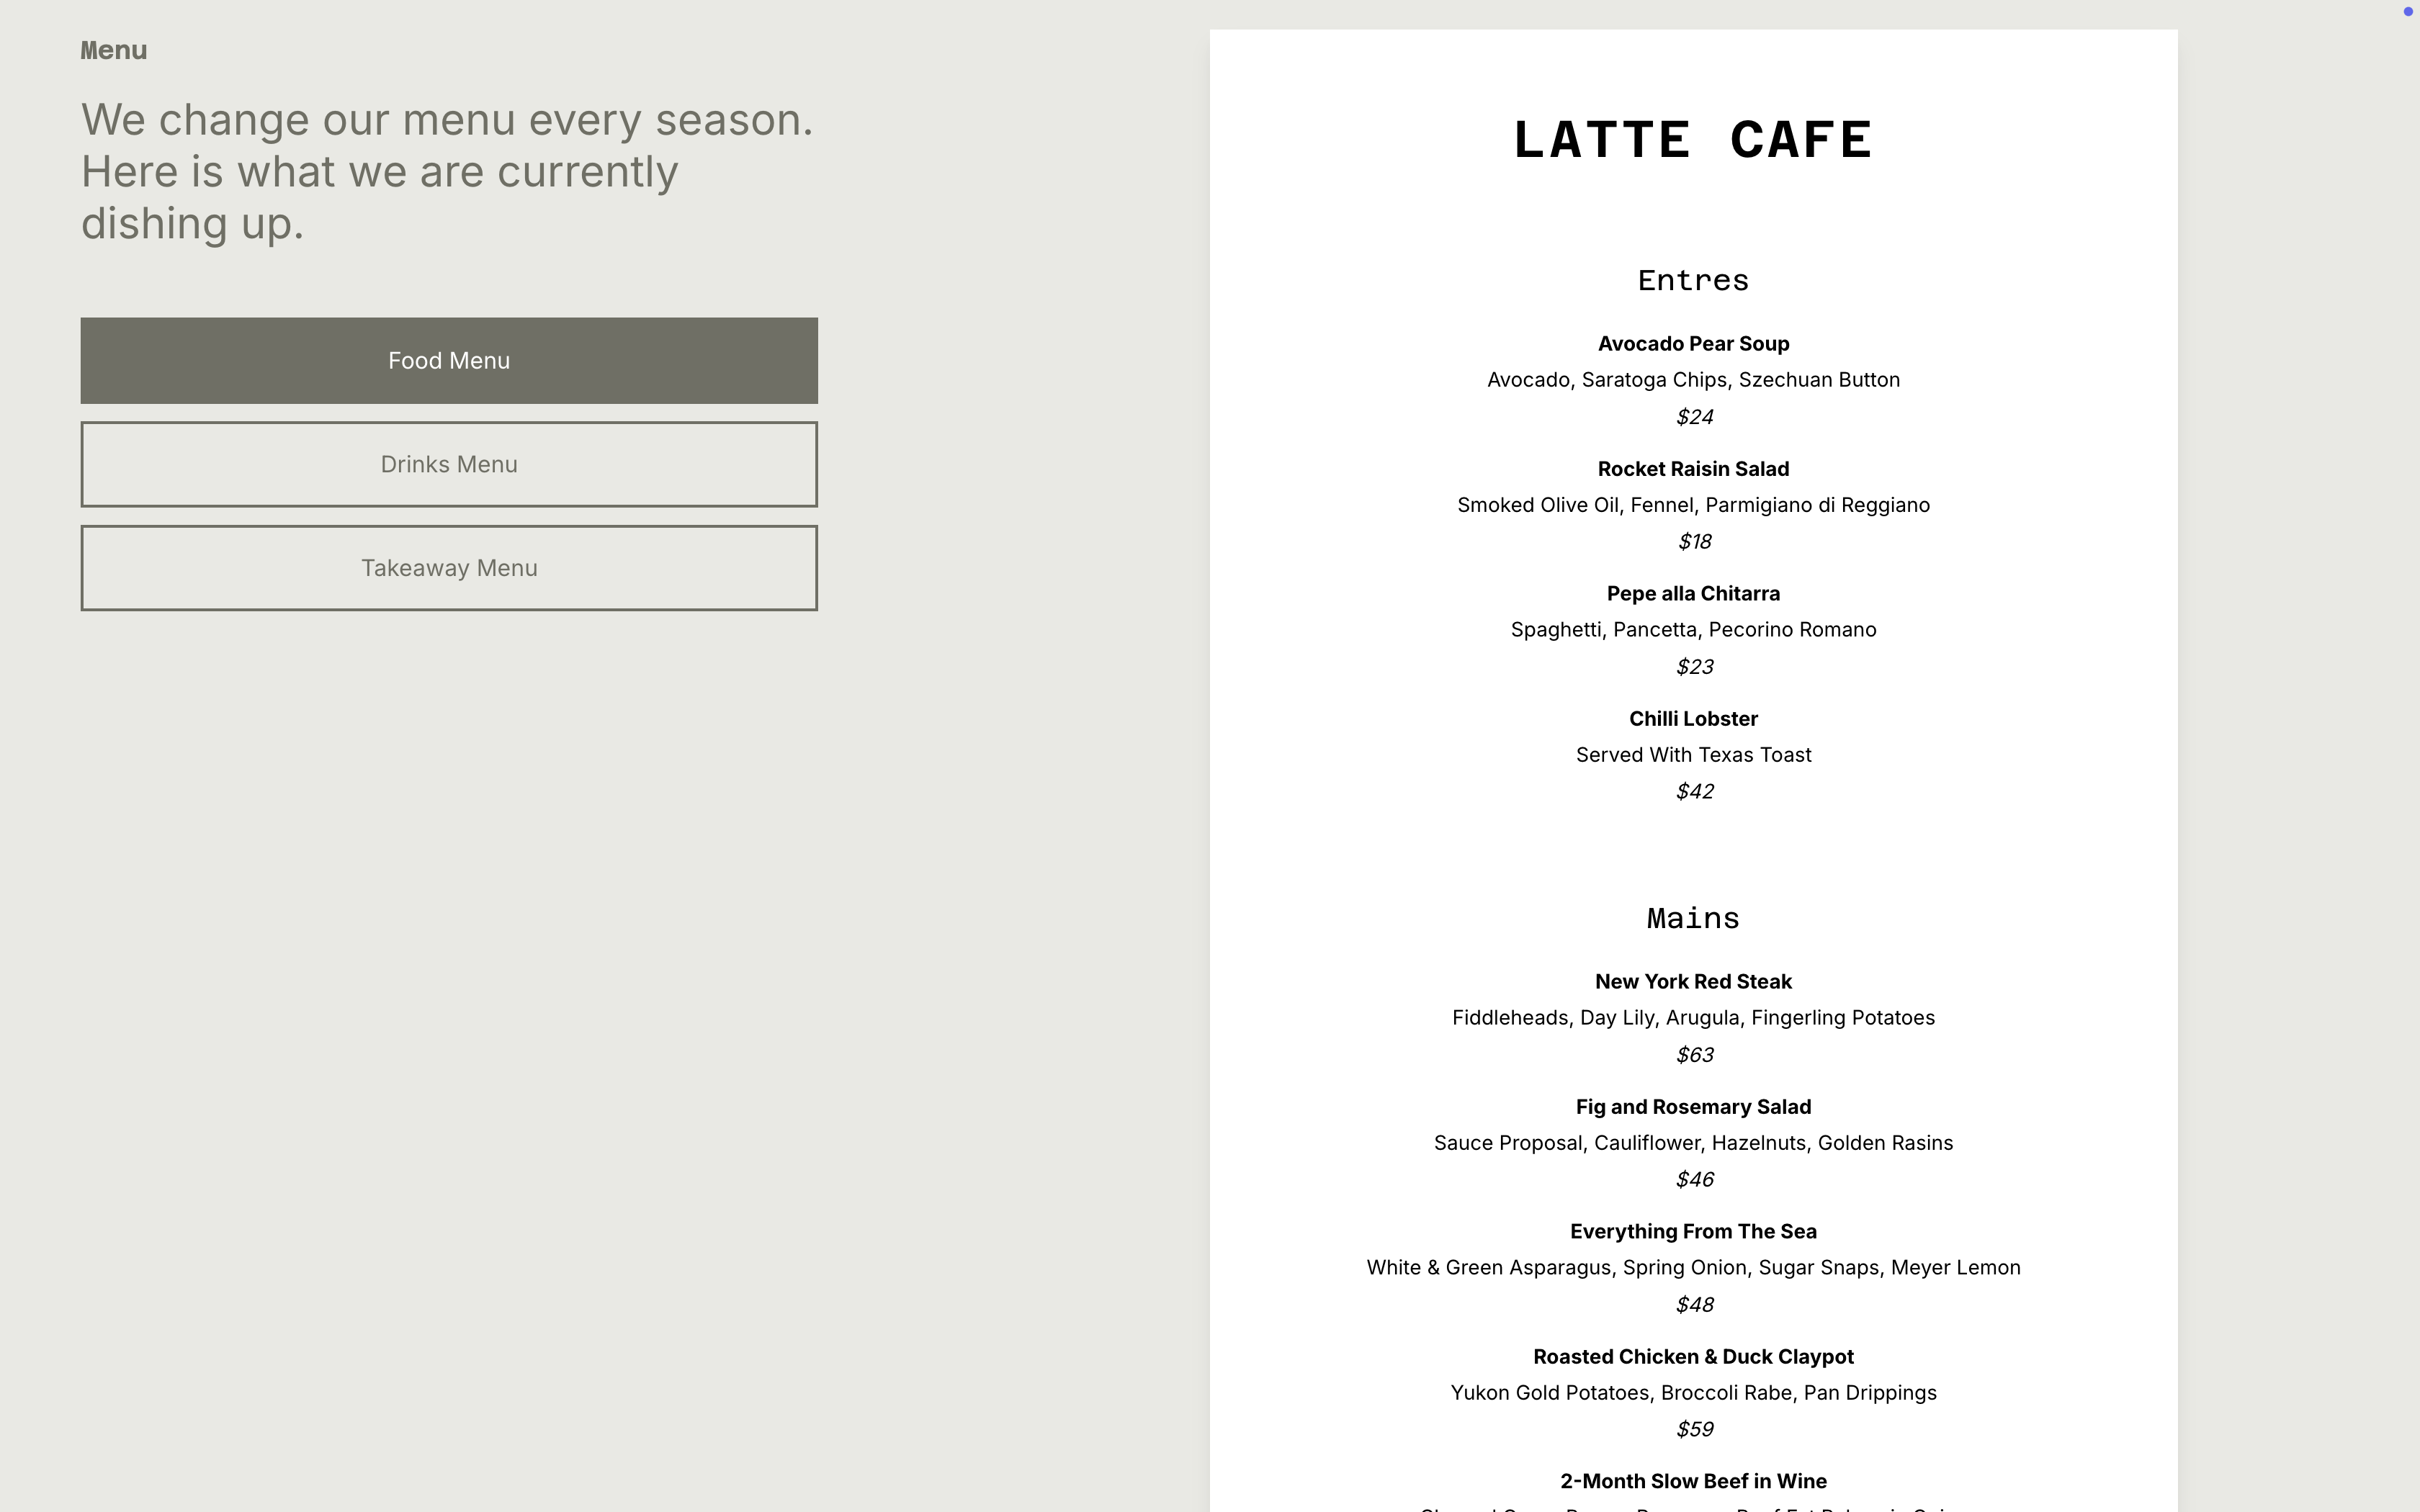 Menu
We change our menu every season.
Here is what we are currently
dishing up.
Food Menu
Drinks Menu
Takeaway Menu
LATTE CAFE
Entres
Avocado Pear Soup
Avocado, Saratoga Chips, Szechuan Button
$24
Rocket Raisin Salad
Smoked Olive Oil, Fennel, Parmigiano di Reggiano
$18
Pepe alla Chitarra
Spaghetti, Pancetta, Pecorino Romano
$23
Chilli Lobster
Served With Texas Toast
$42
Mains
New York Red Steak
Fiddleheads, Day Lily, Arugula, Fingerling Potatoes
$63
Fig and Rosemary Salad
Sauce Proposal, Cauliflower, Hazelnuts, Golden Rasins
$46
Everything From The Sea
White & Green Asparagus, Spring Onion, Sugar Snaps, Meyer Lemon
$48
Roasted Chicken & Duck Claypot
Yukon Gold Potatoes, Broccoli Rabe, Pan Drippings
$59
2-Month Slow Beef in Wine